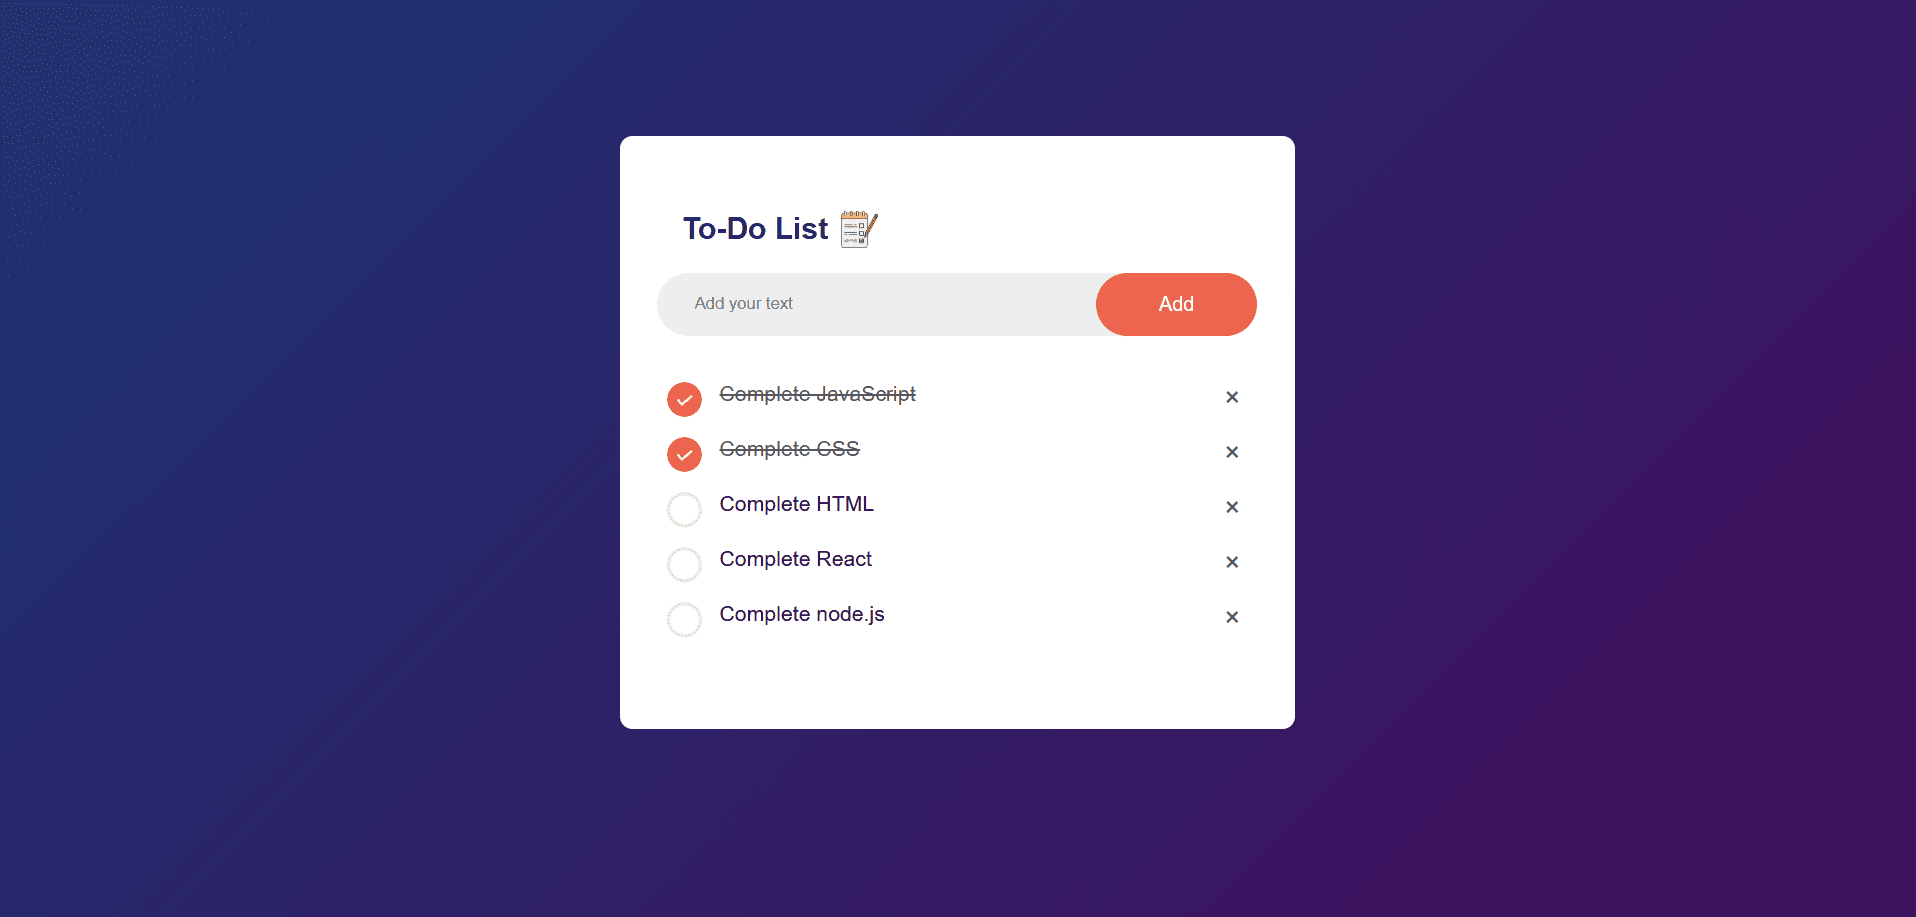 To-Do List
Add your text
Add
Complete JavaScript
Complete CSS
Complete HTML
Complete React
Complete node.js